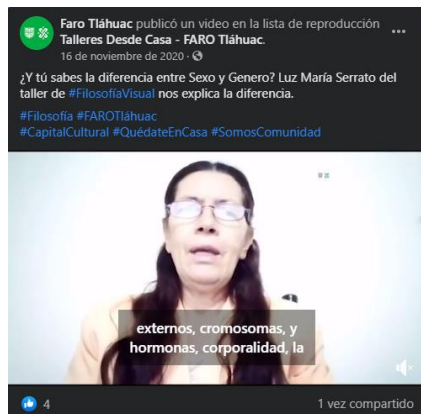 Faro Tláhuac publicó un video en la lista de reproducción
Talleres Desde Casa - FARO Tláhuac.
16 de noviembre de 2020 ·
¿Y tú sabes la diferencia entre Sexo y Genero? Luz María Serrato del
taller de #FilosofíaVisual nos explica la diferencia.
#Filosofía #FAROTláhuac
#CapitalCultural #QuédateEnCasa #SomosComunidad
externos, cromosomas, y
hormonas, corporalidad, la
4
1 vez compartido